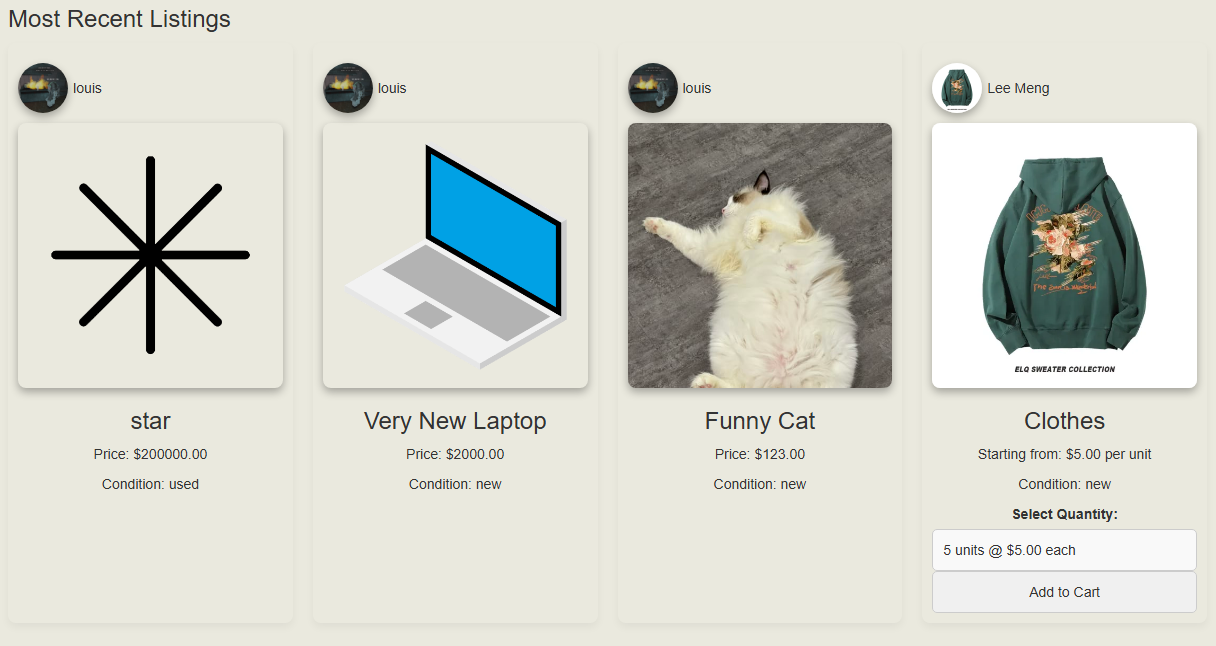 Most Recent Listings
louis
louis
louis
Lee Meng
ELQ SWEATER COLLECTION
star
Very New Laptop
Funny Cat
Clothes
Price: $200000.00
Price: $2000.00
Price: $123.00
Starting from: $5.00 per unit
Condition: used
Condition: new
Condition: new
Condition: new
Select Quantity:
5 units @ $5.00 each
Add to Cart